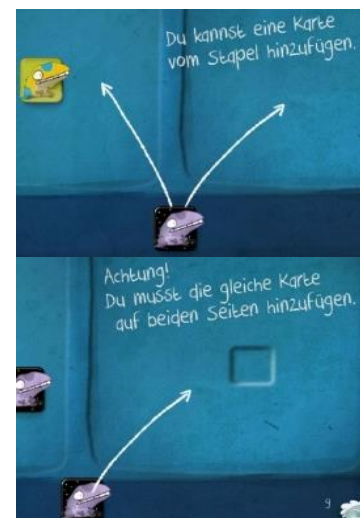 Du kannst eine Karte
vom Stapel hinzufügen.
Achtung!
Du musst die gleiche Karte
auf beiden Seiten hinzufügen.
9